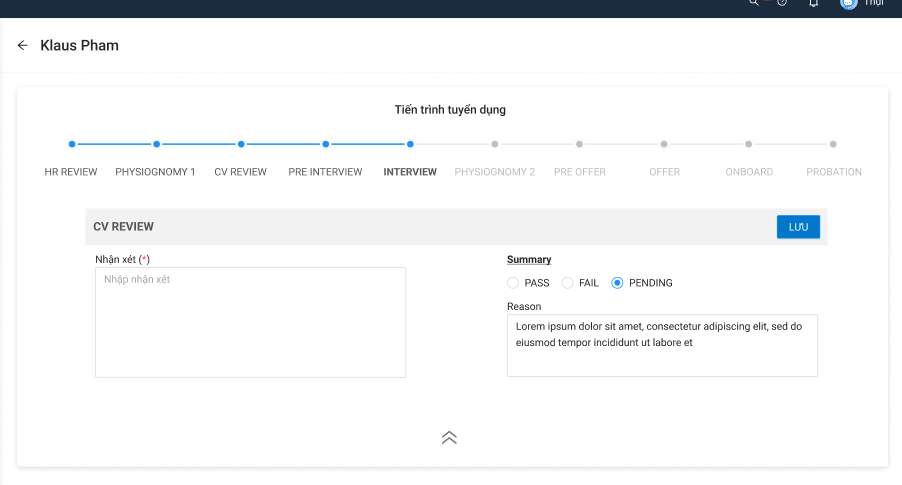 Thụi
Klaus Pham
Tiến trình tuyển dụng
HR REVIEW PHYSIOGNOMY 1 CV REVIEW PRE INTERVIEW INTERVIEW PHYSIOGNOMY 2 PRE OFFER OFFER ONBOARD PROBATION
CV REVIEW LƯU
Nhận xét (*)
Nhập nhận xét
Summary
PASS FAIL PENDING
Reason
Lorem ipsum dolor sit amet, consectetur adipiscing elit, sed do
eiusmod tempor incididunt ut labore et